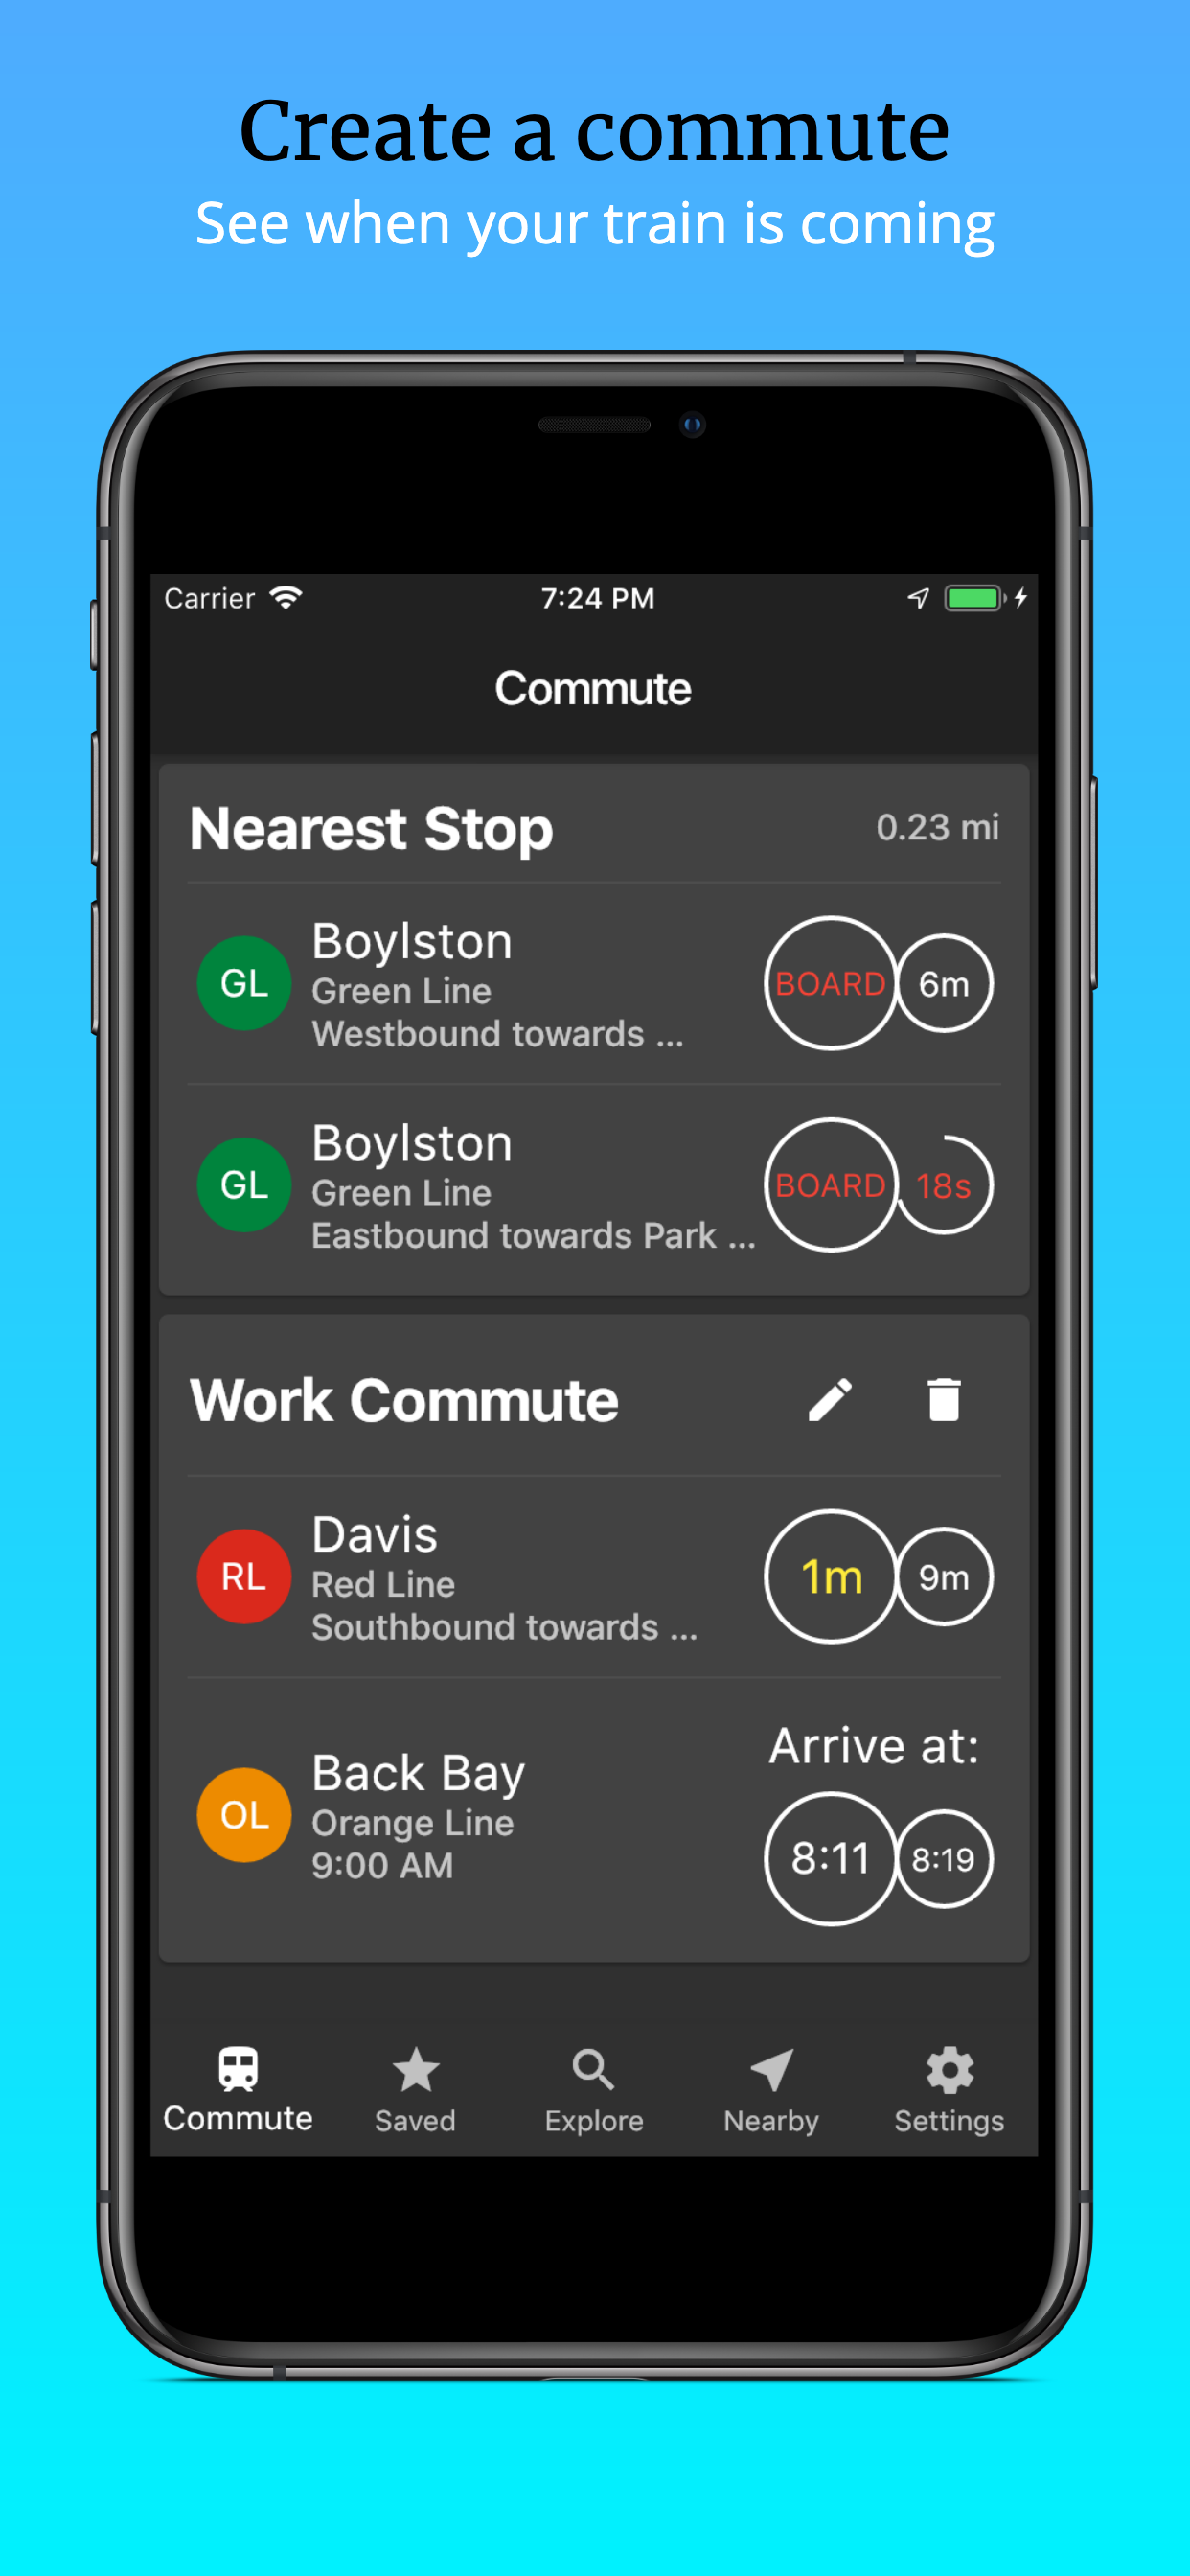 Create a commute
See when your train is coming
Carrier
7:24 PM
Commute
Nearest Stop
0.23 mi
GL
Boylston
Green Line
Westbound towards ...
BOARD
6m
GL
Boylston
Green Line
Eastbound towards Park ...
BOARD
18s
Work Commute
RL
Davis
Red Line
Southbound towards ...
1m
9m
OL
Back Bay
Orange Line
9:00 AM
Arrive at:
8:11
8:19
Commute
Saved
Explore
Nearby
Settings